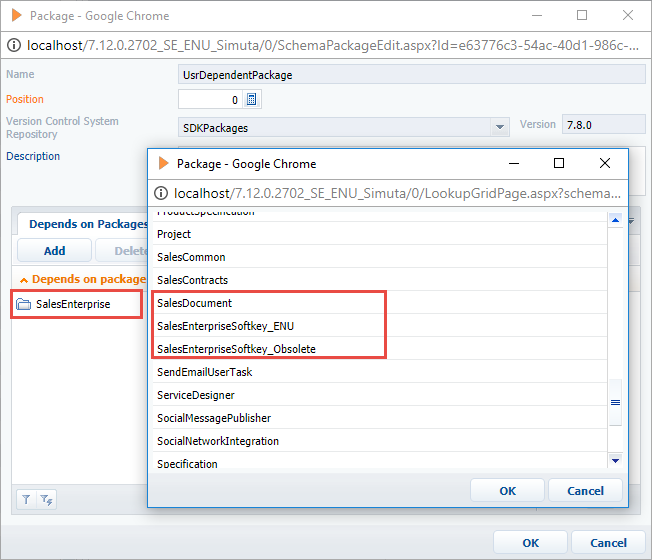 Package - Google Chrome
localhost/7.12.0.2702_SE_ENU_Simuta/0/SchemaPackageEdit.aspx?Id=e63776c3-54ac-40d1-986c-...
Name
UsrDependentPackage
Position
0
Version Control System
Repository
SDKPackages
Version
7.8.0
Description
Depends on Packages
Add
Delete
Depends on package
SalesEnterprise
Package - Google Chrome
localhost/7.12.0.2702_SE_ENU_Simuta/0/LookupGridPage.aspx?schema...
ProductSpecification
Project
SalesCommon
SalesContracts
SalesDocument
SalesEnterpriseSoftkey_ENU
SalesEnterpriseSoftkey_Obsolete
SendEmailUserTask
ServiceDesigner
SocialMessagePublisher
SocialNetworkIntegration
Specification
OK
Cancel
OK
Cancel